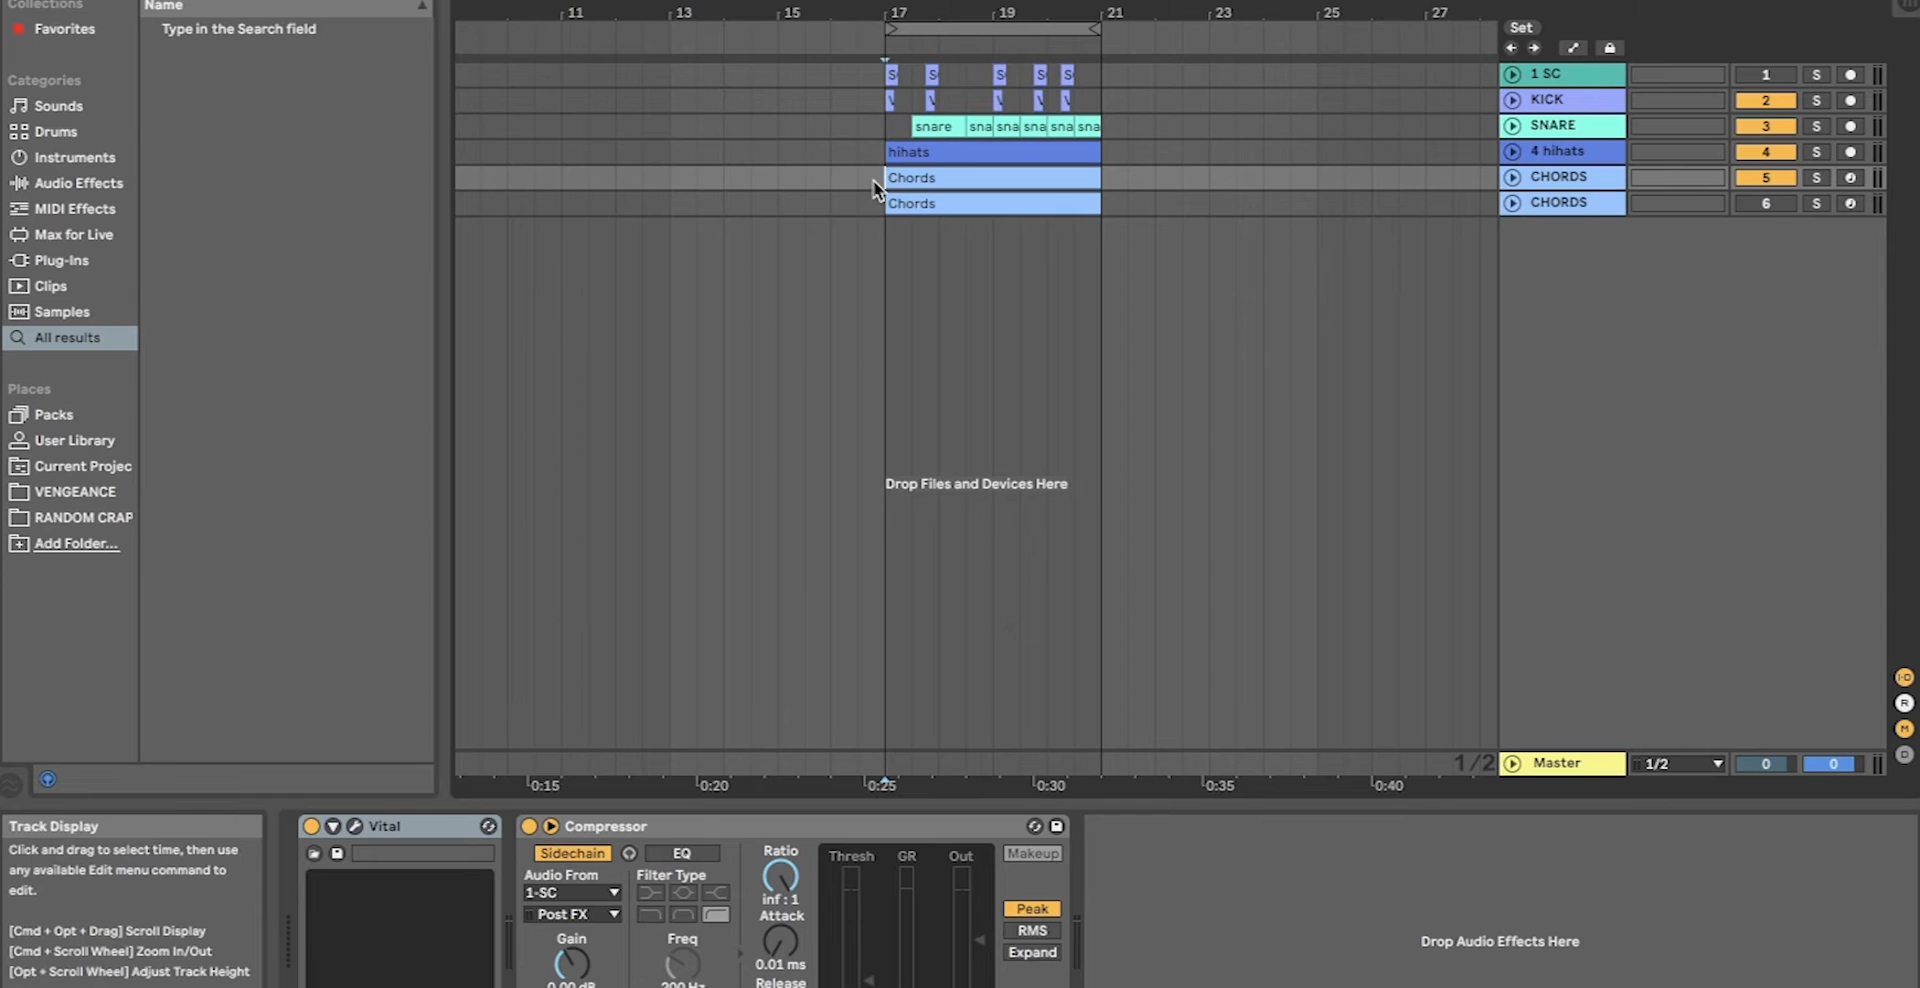 Collections
Favorites
Categories
Sounds
Drums
Instruments
Audio Effects
MIDI Effects
Max for Live
Plug-Ins
Clips
Samples
All results
Places
Packs
User Library
Current Projec
VENGEANCE
RANDOM CRAP
Add Folder...
Name
Type in the Search field
11 13 15 17 19 21 23 25 27
S S S S S
V V V V V
snare sna sna sna sna sna
hihats
Chords
Chords
Drop Files and Devices Here
Set
1 SC 1 S
KICK 2 S
SNARE 3 S
4 hihats 4 S
CHORDS 5 S
CHORDS 6 S
I·O
R
M
D
1/2 Master 1/2 0 0
0:15 0:20 0:25 0:30 0:35 0:40
Track Display
Click and drag to select time, then use
any available Edit menu command to
edit.
[Cmd + Opt + Drag] Scroll Display
[Cmd + Scroll Wheel] Zoom In/Out
[Opt + Scroll Wheel] Adjust Track Height
Vital
Compressor
Sidechain EQ
Audio From Filter Type
1-SC
Post FX
Gain Freq
0.00 dB 200 Hz
Ratio
inf : 1
Attack
0.01 ms
Release
Thresh GR Out
Makeup
Peak
RMS
Expand
Drop Audio Effects Here